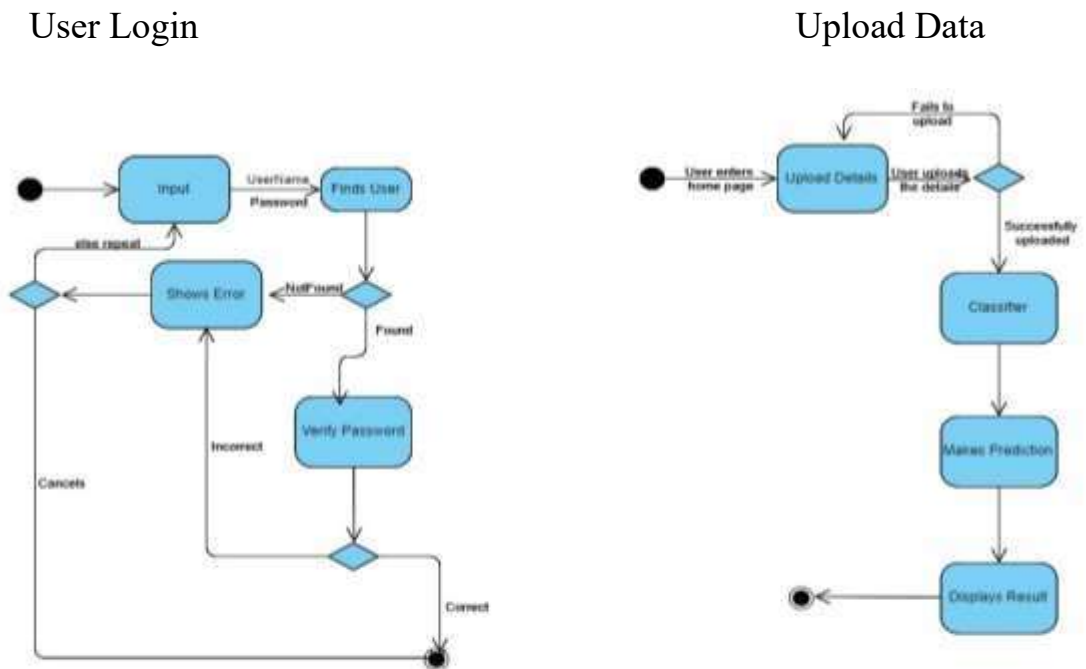 User Login
Upload Data
Input
UserName
Password
Finds User
else repeat
Shows Error
NotFound
Found
Verify Password
Incorrect
Cancels
Correct
Fails to
upload
User enters
home page
Upload Details
User uploads
the details
Successfully
uploaded
Classifier
Makes Prediction
Displays Result